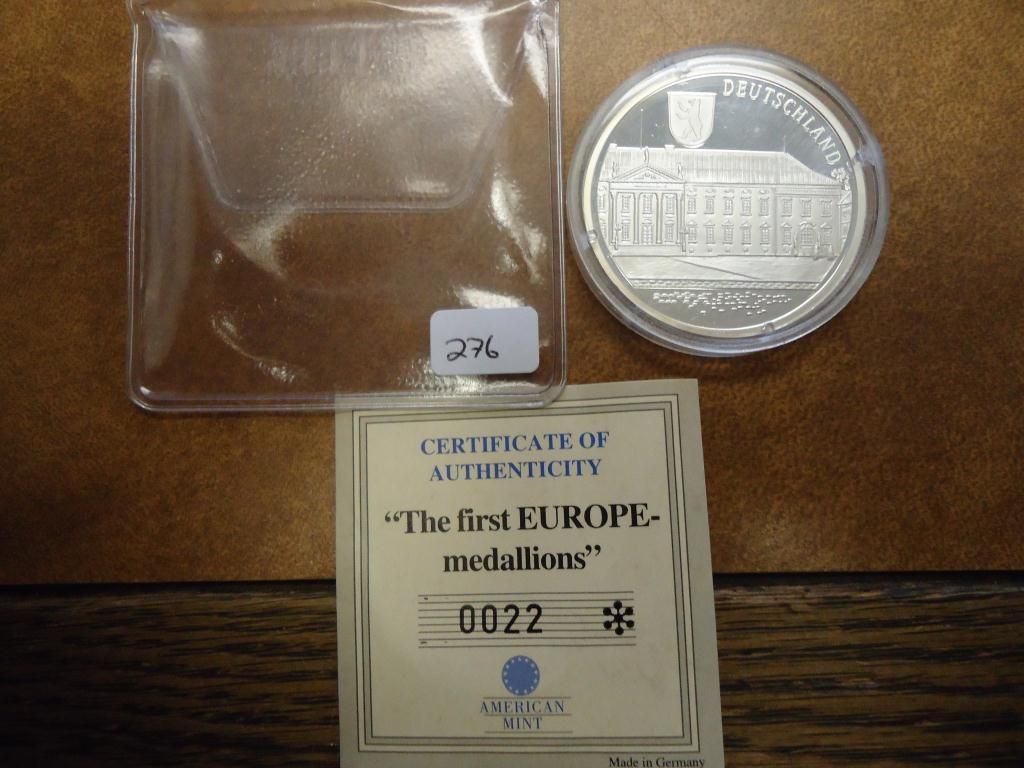 DEUTSCHLAND
276
CERTIFICATE OF
AUTHENTICITY
“The first EUROPE-
medallions”
0022
AMERICAN
MINT
Made in Germany